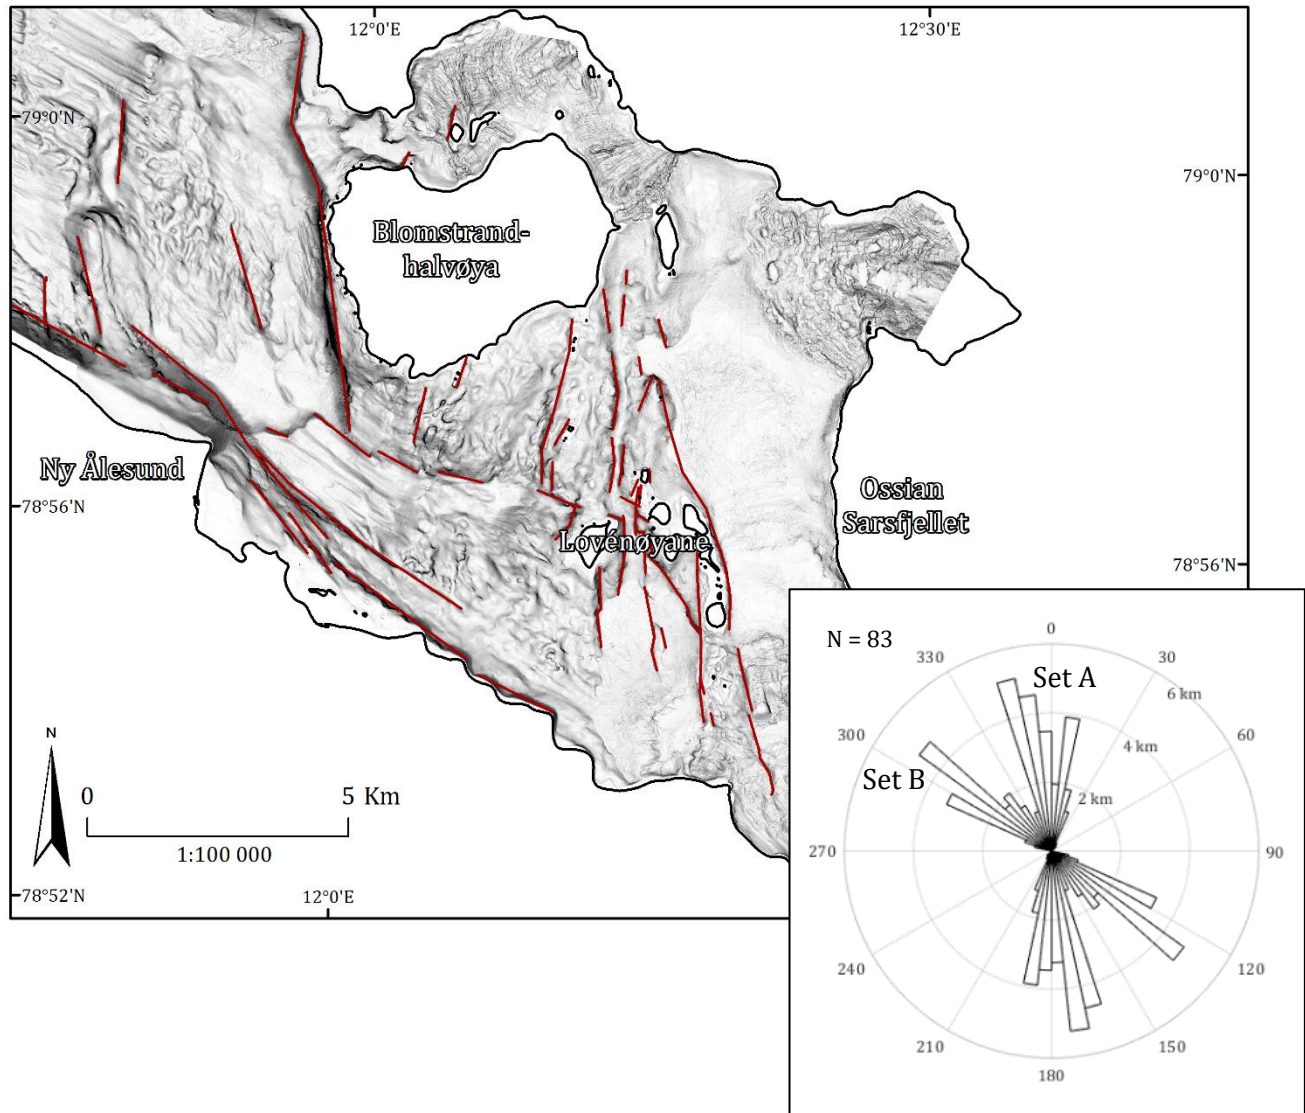 12°0'E
12°30'E
79°0'N
79°0'N
Blomstrand-
halvøya
Ny Ålesund
Ossian
Sarsfjellet
78°56'N
Lovénøyane
78°56'N
N
0
5 Km
1:100 000
78°52'N
12°0'E
N = 83
0
330
30
Set A
6 km
300
60
4 km
Set B
2 km
270
90
240
120
210
150
180